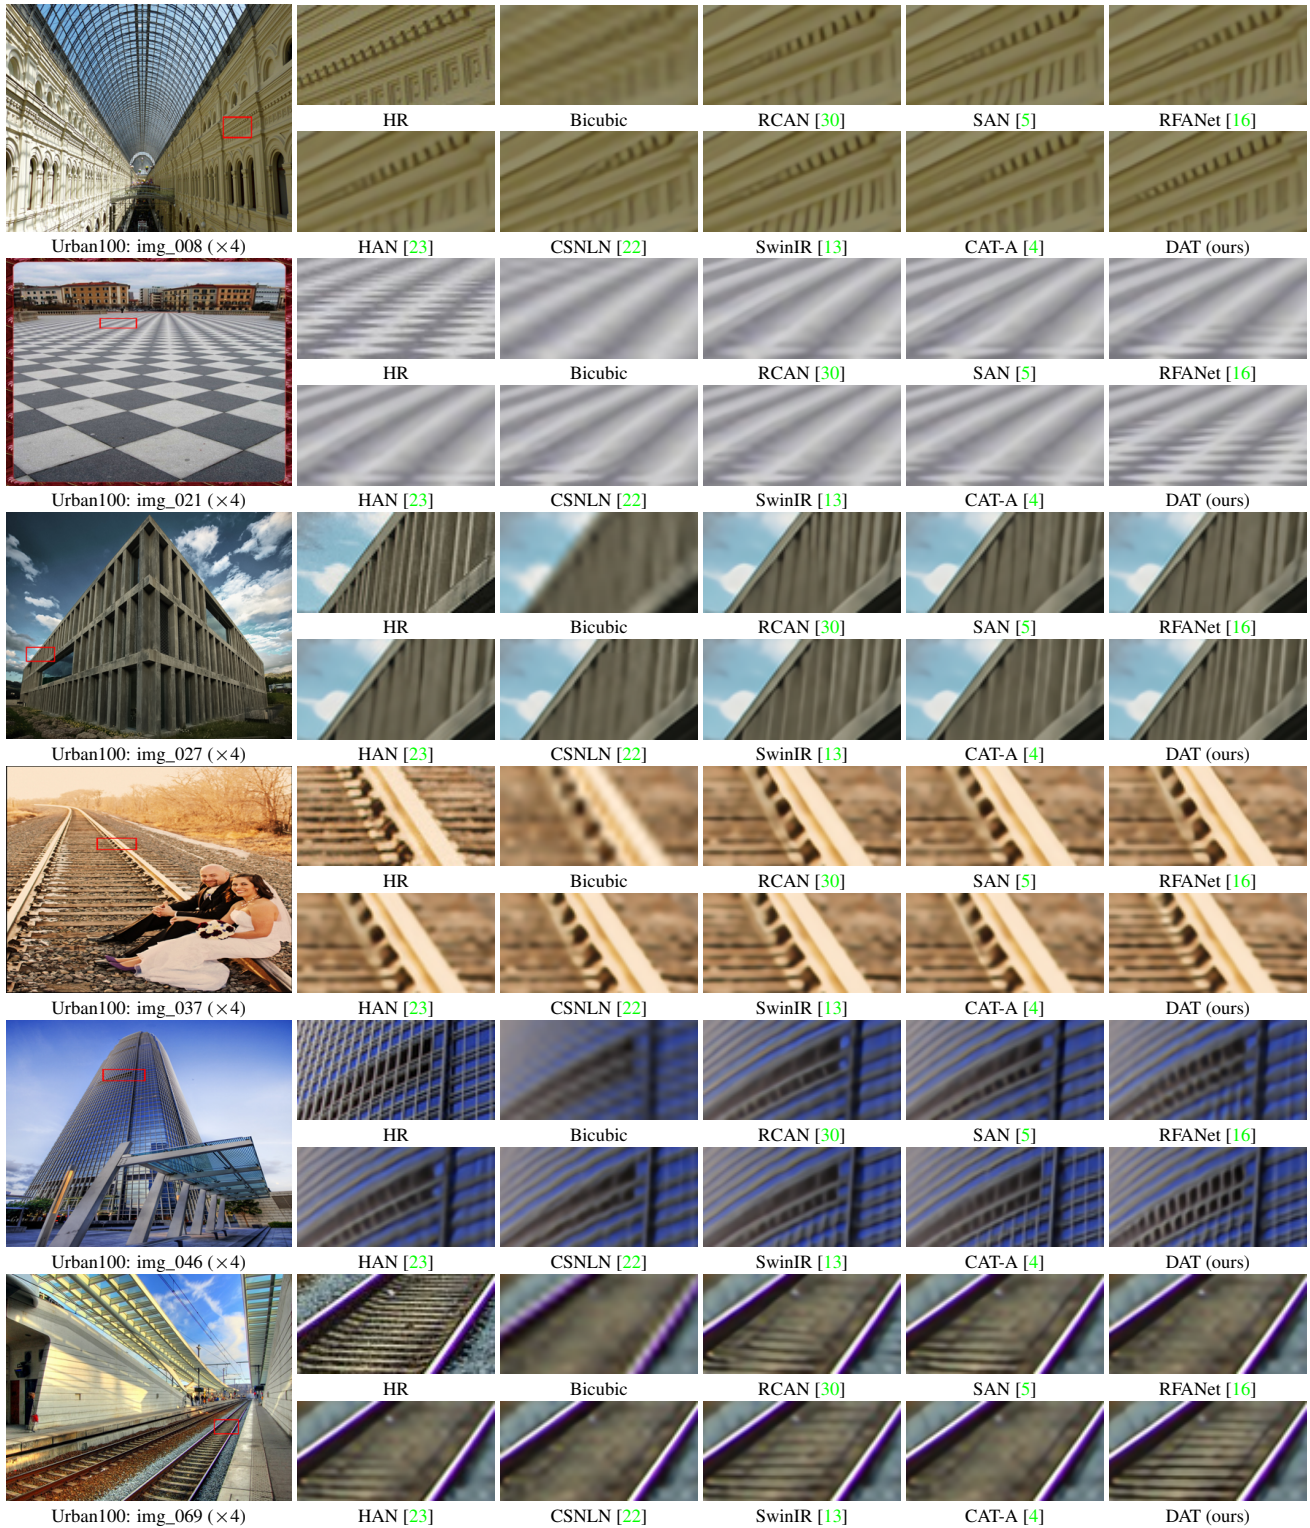 HR Bicubic RCAN [30] SAN [5] RFANet [16]
Urban100: img_008 (×4) HAN [23] CSNLN [22] SwinIR [13] CAT-A [4] DAT (ours)
HR Bicubic RCAN [30] SAN [5] RFANet [16]
Urban100: img_021 (×4) HAN [23] CSNLN [22] SwinIR [13] CAT-A [4] DAT (ours)
HR Bicubic RCAN [30] SAN [5] RFANet [16]
Urban100: img_027 (×4) HAN [23] CSNLN [22] SwinIR [13] CAT-A [4] DAT (ours)
HR Bicubic RCAN [30] SAN [5] RFANet [16]
Urban100: img_037 (×4) HAN [23] CSNLN [22] SwinIR [13] CAT-A [4] DAT (ours)
HR Bicubic RCAN [30] SAN [5] RFANet [16]
Urban100: img_046 (×4) HAN [23] CSNLN [22] SwinIR [13] CAT-A [4] DAT (ours)
HR Bicubic RCAN [30] SAN [5] RFANet [16]
Urban100: img_069 (×4) HAN [23] CSNLN [22] SwinIR [13] CAT-A [4] DAT (ours)